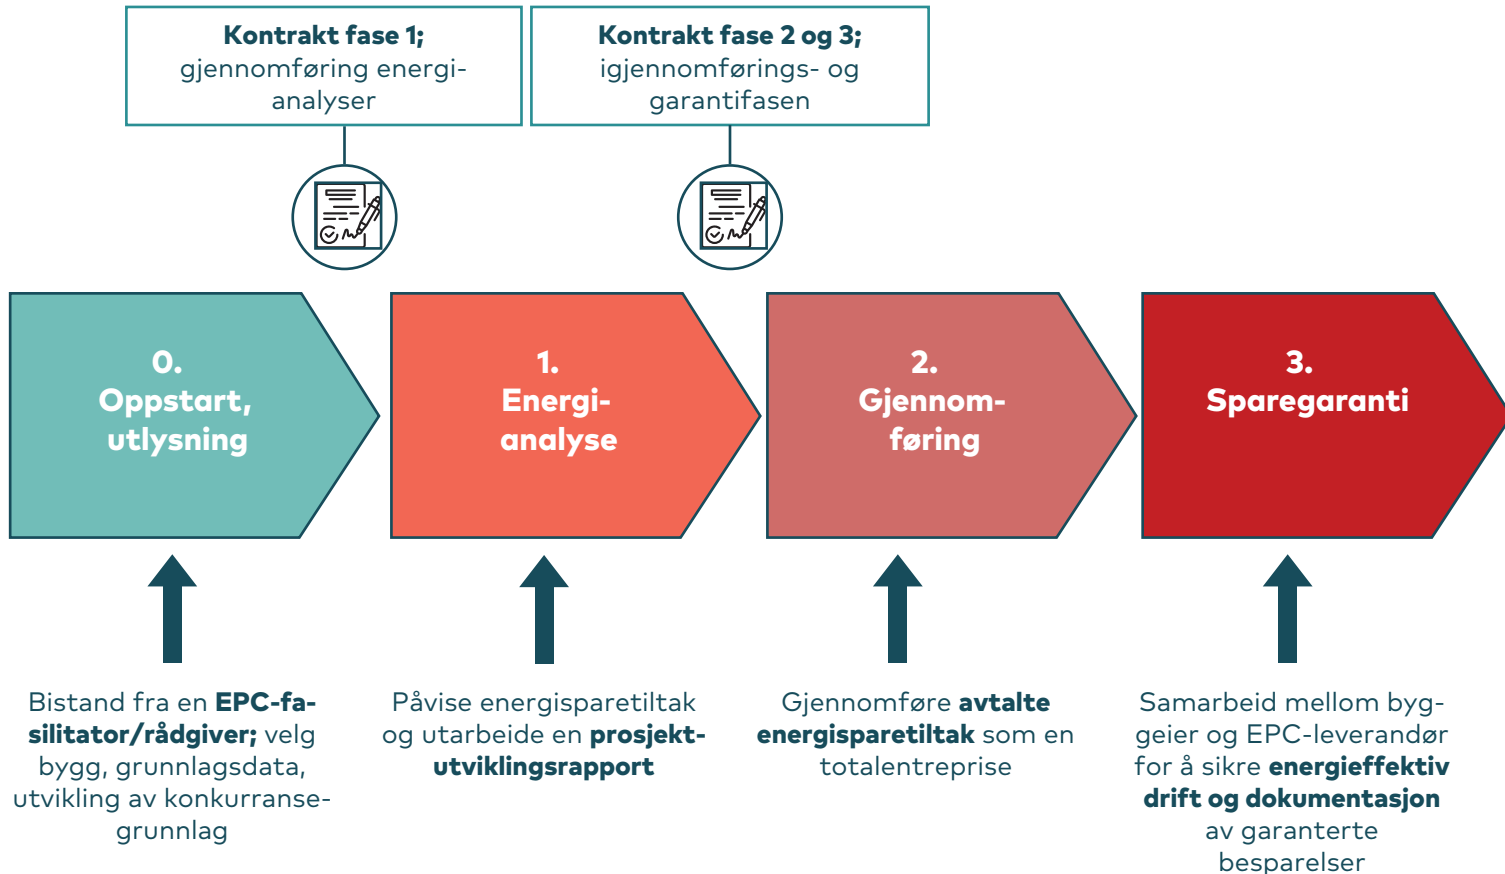 Kontrakt fase 1;
gjennomføring energi-
analyser
Kontrakt fase 2 og 3;
igjennomførings- og
garantifasen
0.
Oppstart,
utlysning
1.
Energi-
analyse
2.
Gjennom-
føring
3.
Sparegaranti
Bistand fra en EPC-fa-
silitator/rådgiver; velg
bygg, grunnlagsdata,
utvikling av konkurranse-
grunnlag
Påvise energisparetiltak
og utarbeide en prosjekt-
utviklingsrapport
Gjennomføre avtalte
energisparetiltak som en
totalentreprise
Samarbeid mellom byg-
geier og EPC-leverandør
for å sikre energieffektiv
drift og dokumentasjon
av garanterte
besparelser